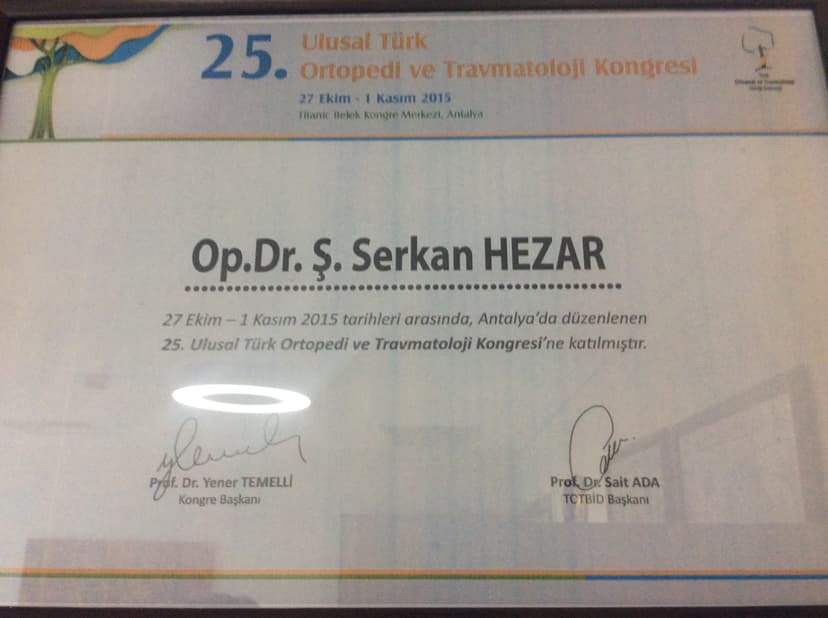 25. Ulusal Türk
Ortopedi ve Travmatoloji Kongresi
27 Ekim - 1 Kasım 2015
Titanic Belek Kongre Merkezi, Antalya
Op.Dr. Ş. Serkan HEZAR
27 Ekim – 1 Kasım 2015 tarihleri arasında, Antalya'da düzenlenen
25. Ulusal Türk Ortopedi ve Travmatoloji Kongresi'ne katılmıştır.
Prof. Dr. Yener TEMELLİ
Kongre Başkanı
Prof. Dr. Sait ADA
TOTBİD Başkanı